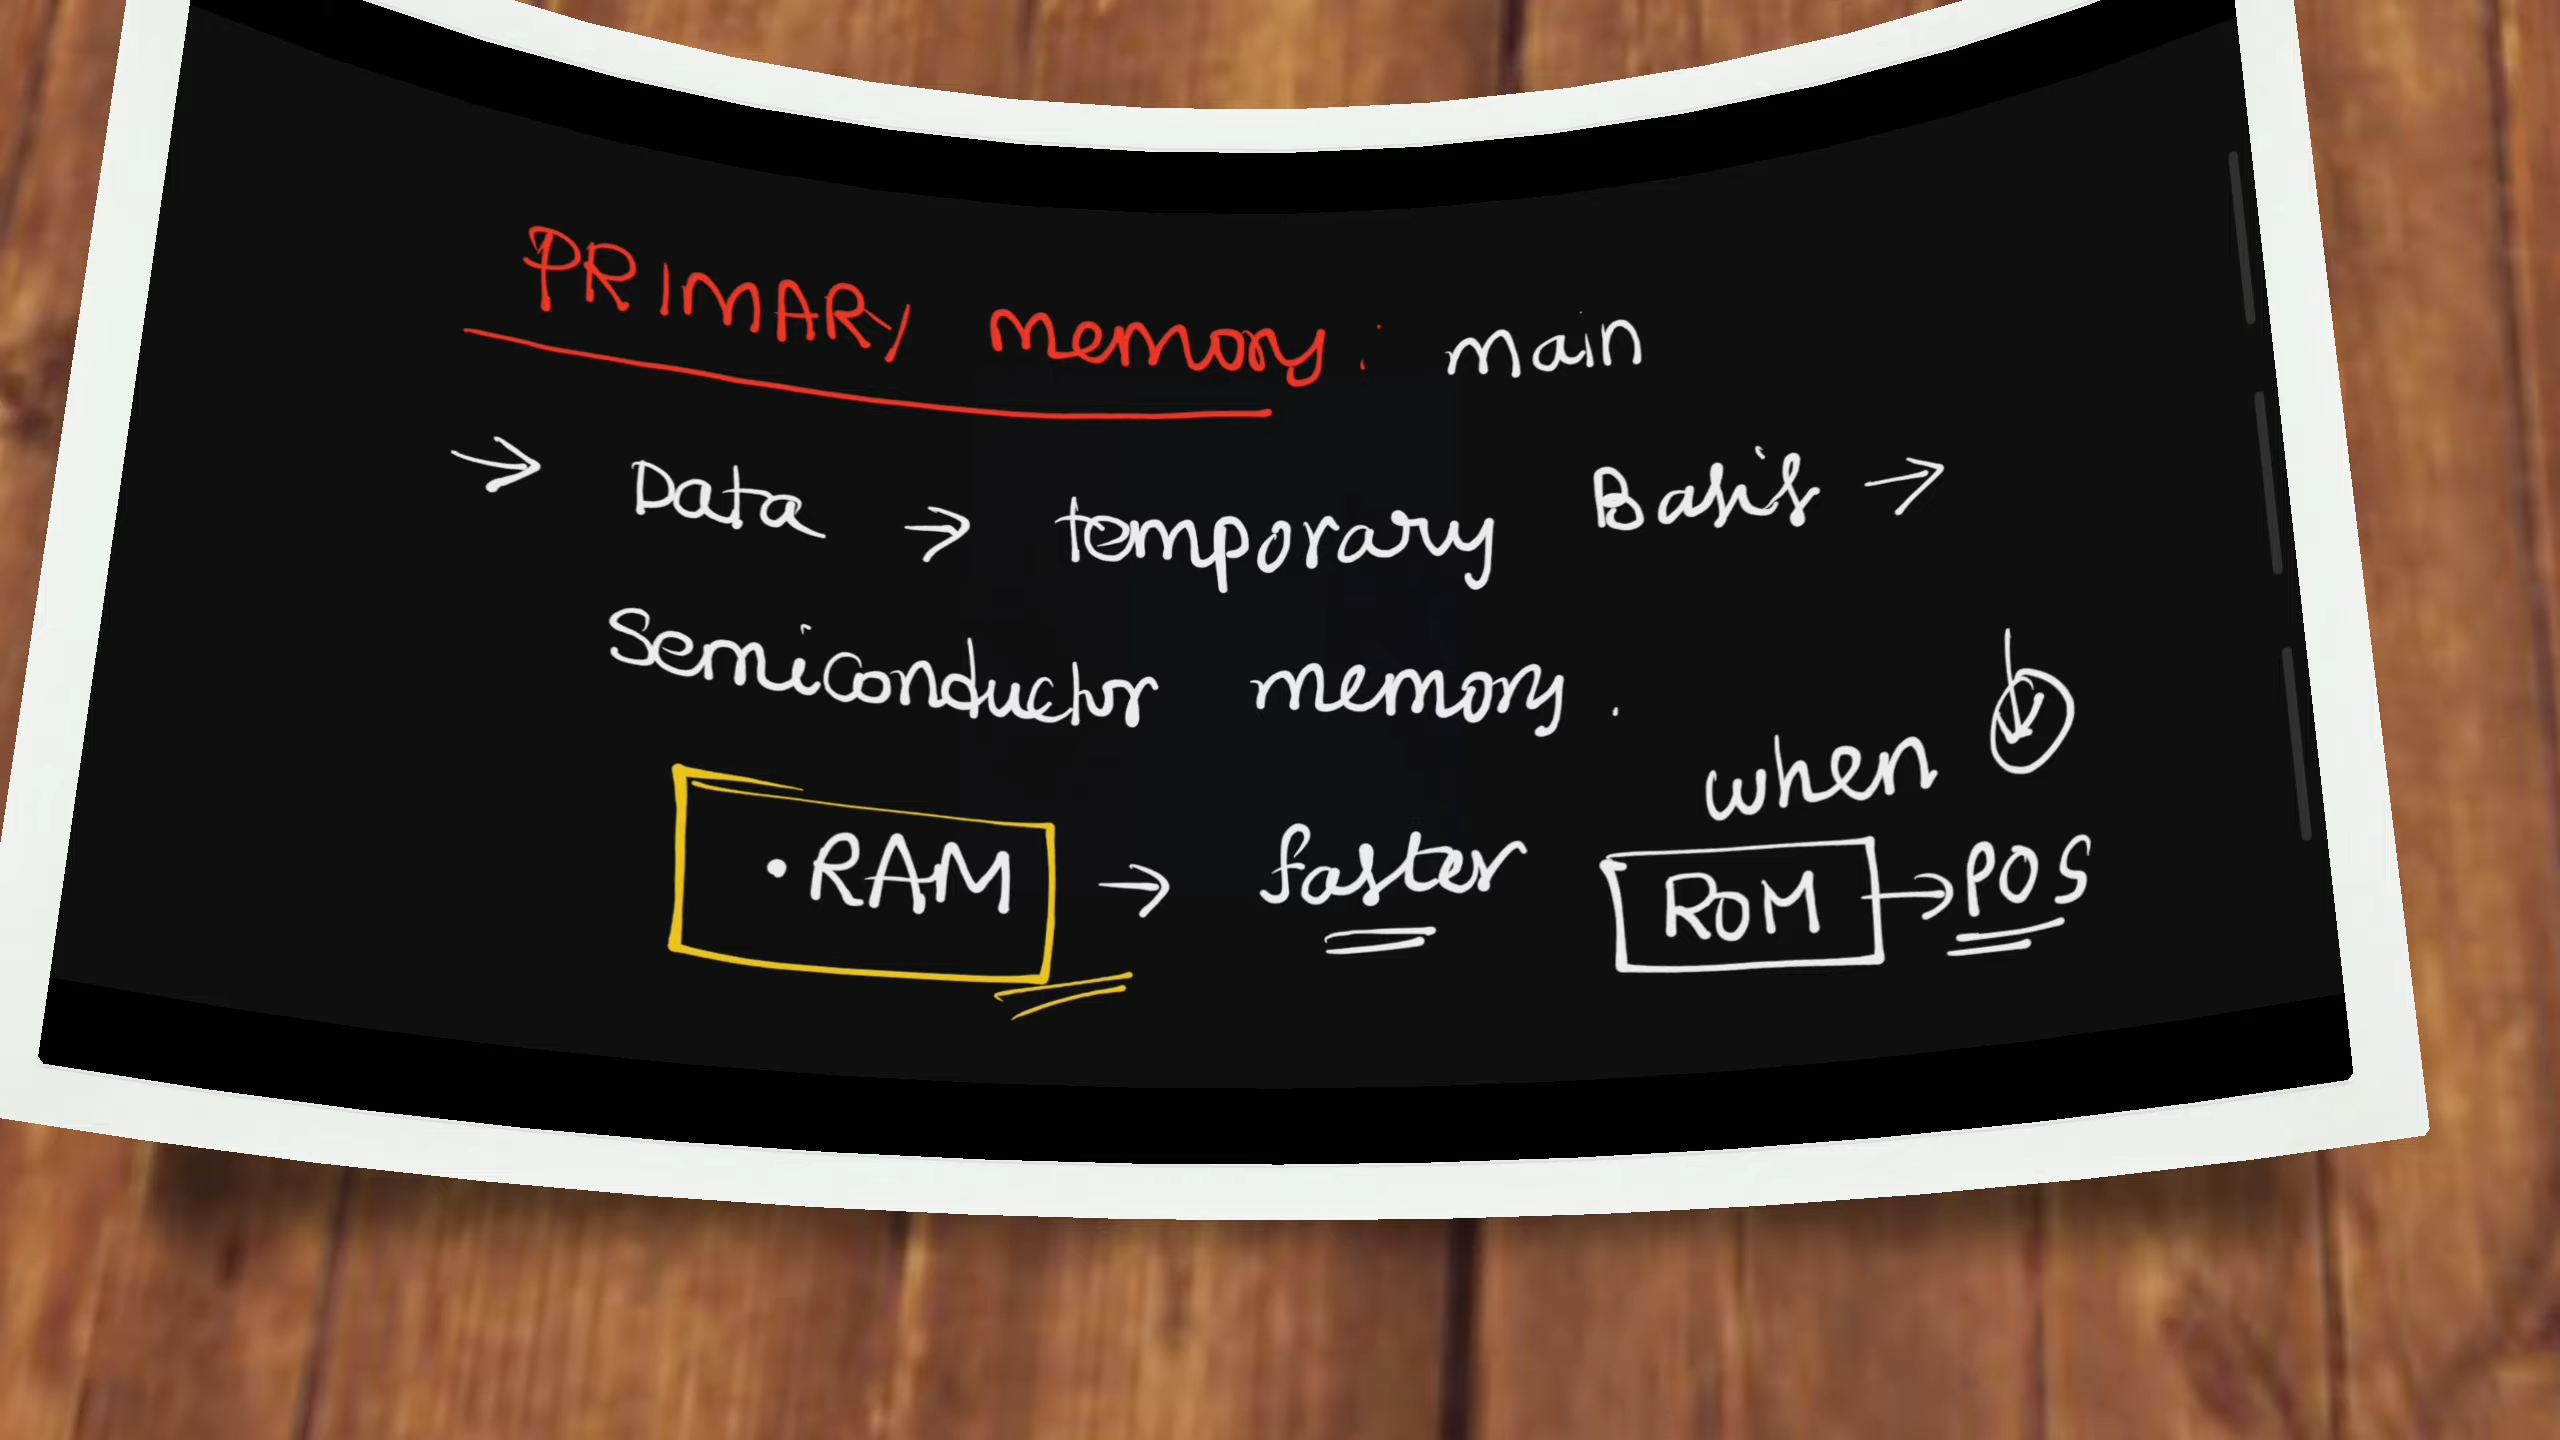 PRIMARY memory: main
→ Data → temporary Basis →
Semiconductor memory.
when ↓
• RAM → faster ROM → POS